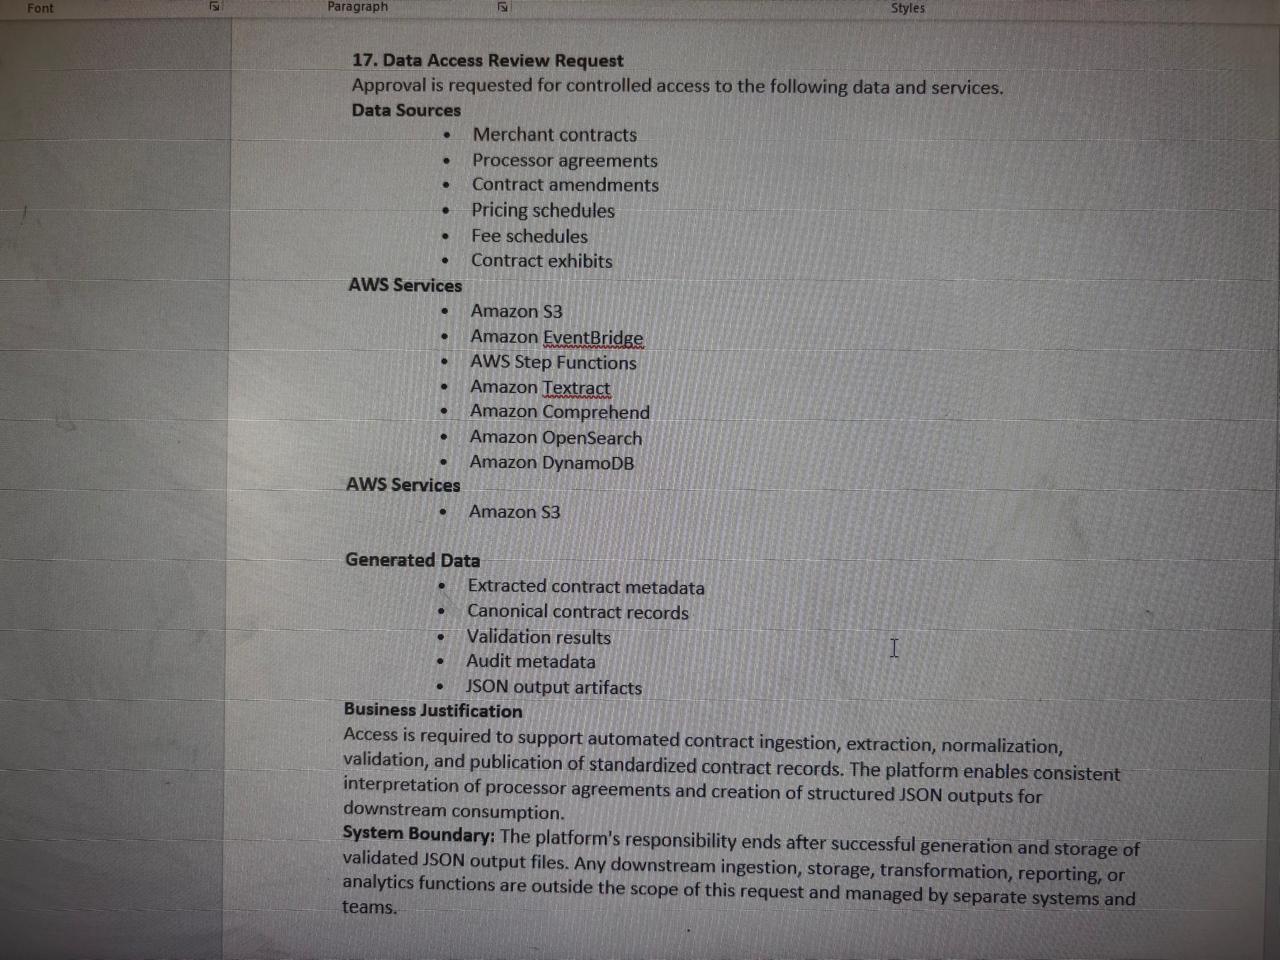 Font Paragraph Styles
17. Data Access Review Request
Approval is requested for controlled access to the following data and services.
Data Sources
• Merchant contracts
• Processor agreements
• Contract amendments
• Pricing schedules
• Fee schedules
• Contract exhibits
AWS Services
• Amazon S3
• Amazon EventBridge
• AWS Step Functions
• Amazon Textract
• Amazon Comprehend
• Amazon OpenSearch
• Amazon DynamoDB
AWS Services
• Amazon S3
Generated Data
• Extracted contract metadata
• Canonical contract records
• Validation results
• Audit metadata
• JSON output artifacts
Business Justification
Access is required to support automated contract ingestion, extraction, normalization,
validation, and publication of standardized contract records. The platform enables consistent
interpretation of processor agreements and creation of structured JSON outputs for
downstream consumption.
System Boundary: The platform's responsibility ends after successful generation and storage of
validated JSON output files. Any downstream ingestion, storage, transformation, reporting, or
analytics functions are outside the scope of this request and managed by separate systems and
teams.